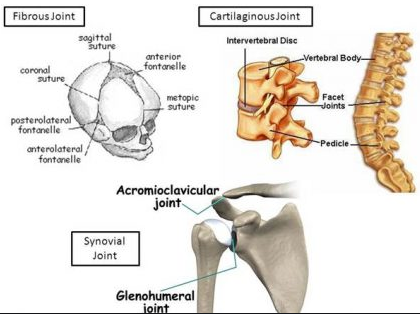 Fibrous Joint
sagittal
suture
anterior
fontanelle
coronal
suture
metopic
suture
posterolateral
fontanelle
anterolateral
fontanelle
Cartilaginous Joint
Intervertebral Disc
Vertebral Body
Facet
Joints
Pedicle
Acromioclavicular
joint
Synovial
Joint
Glenohumeral
joint